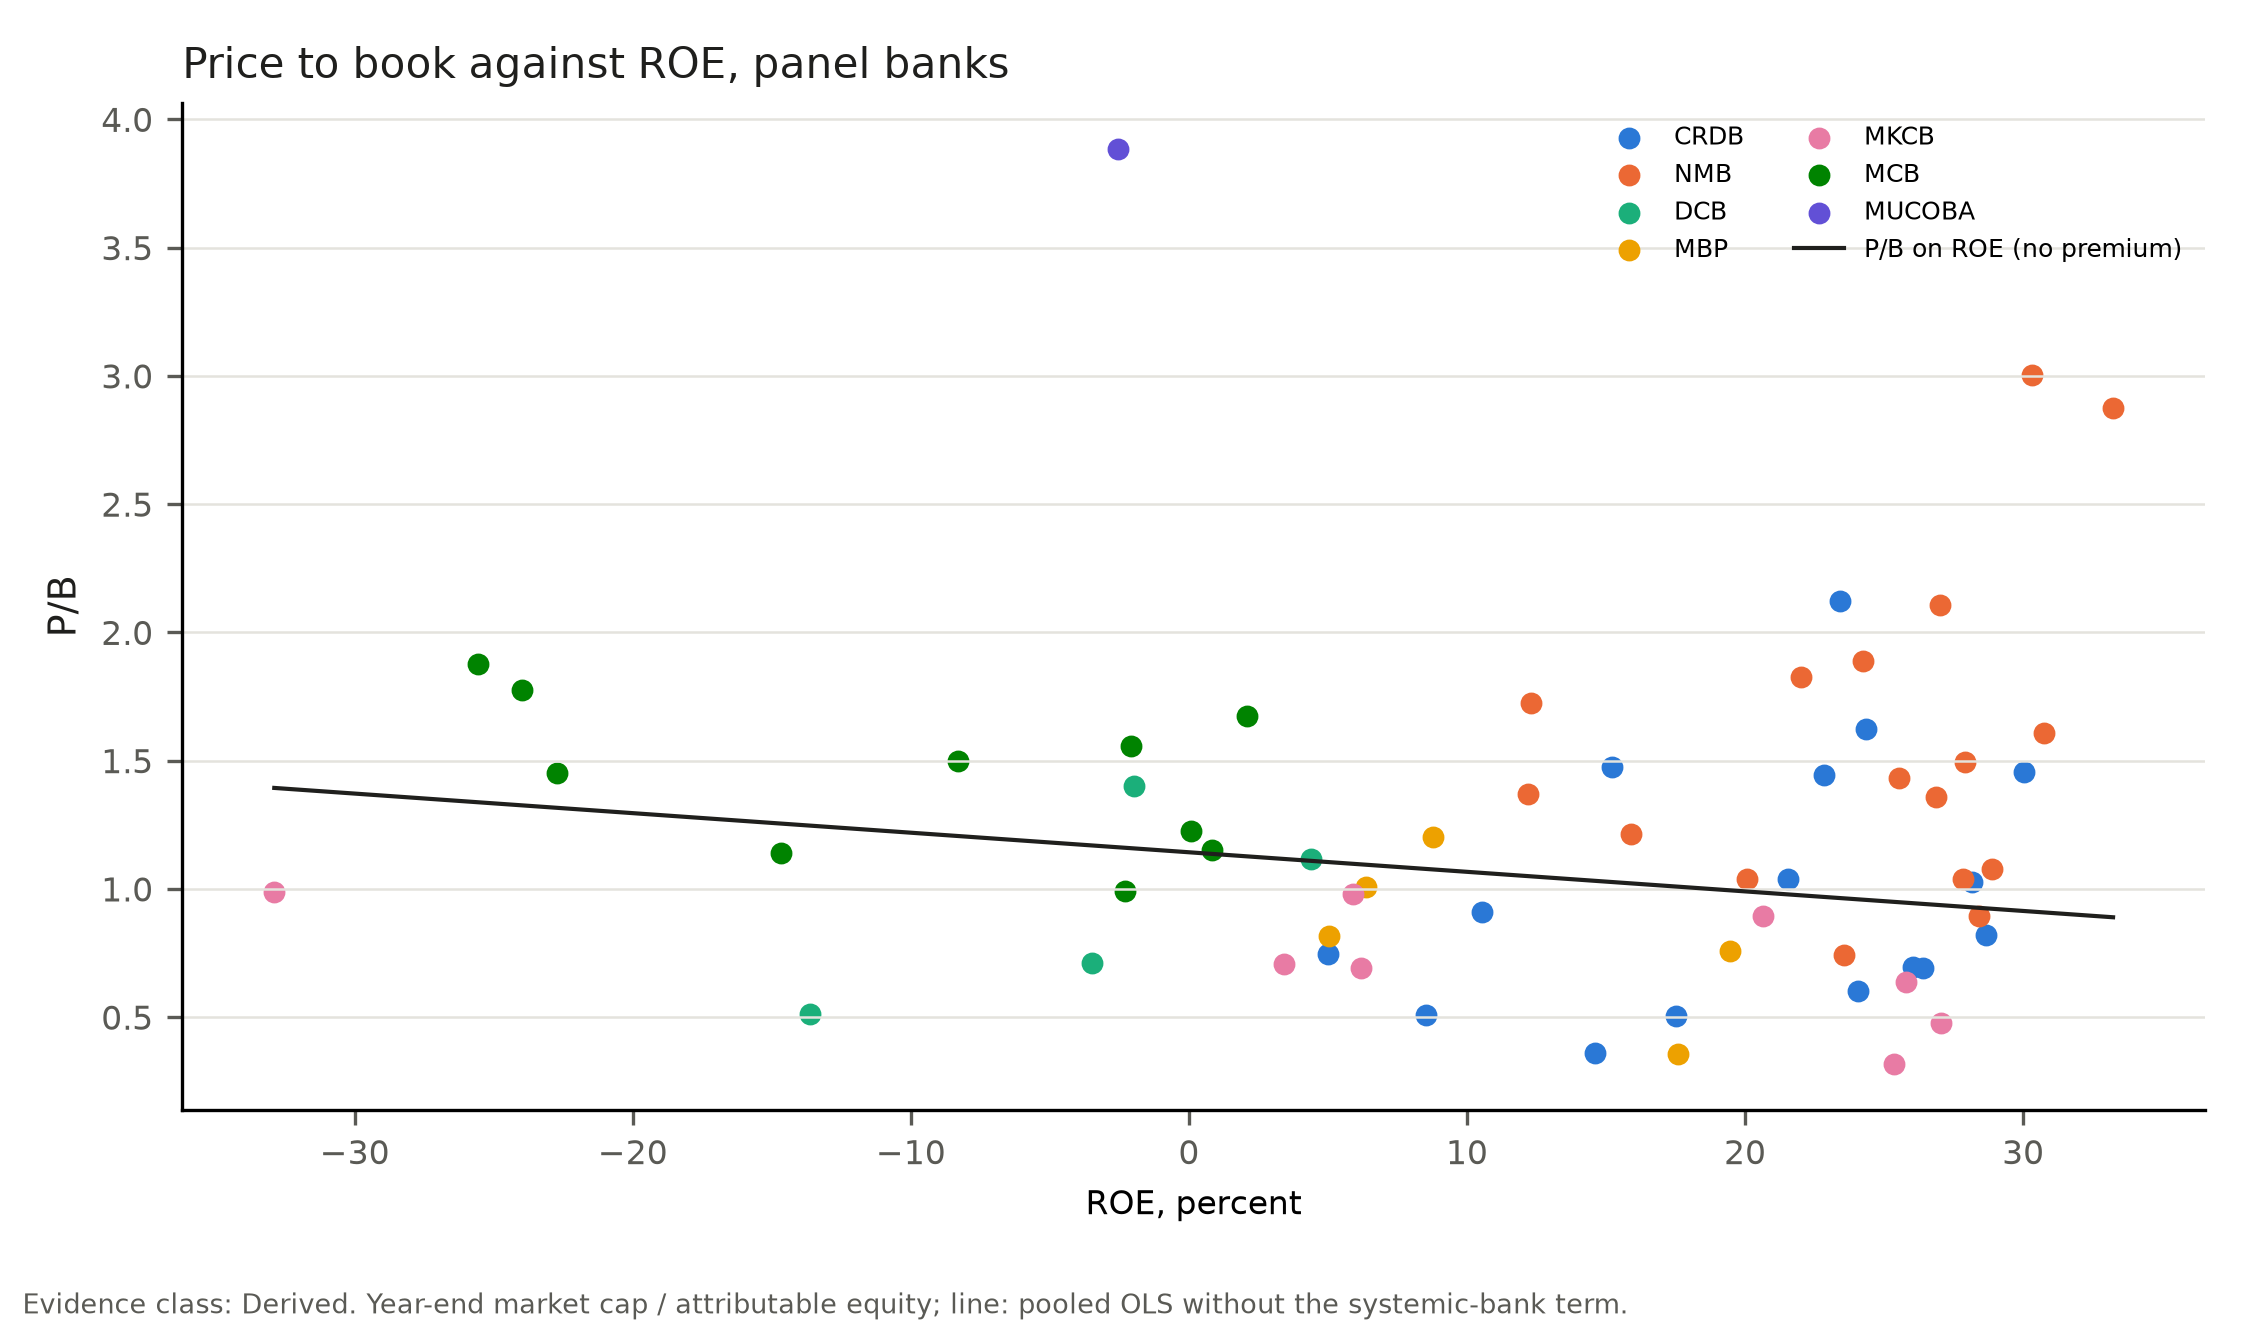 Price to book against ROE, panel banks
4.0
3.5
3.0
2.5
2.0
1.5
1.0
0.5
P/B
CRDB
NMB
DCB
MBP
MKCB
MCB
MUCOBA
P/B on ROE (no premium)
−30
−20
−10
0
10
20
30
ROE, percent
Evidence class: Derived. Year-end market cap / attributable equity; line: pooled OLS without the systemic-bank term.